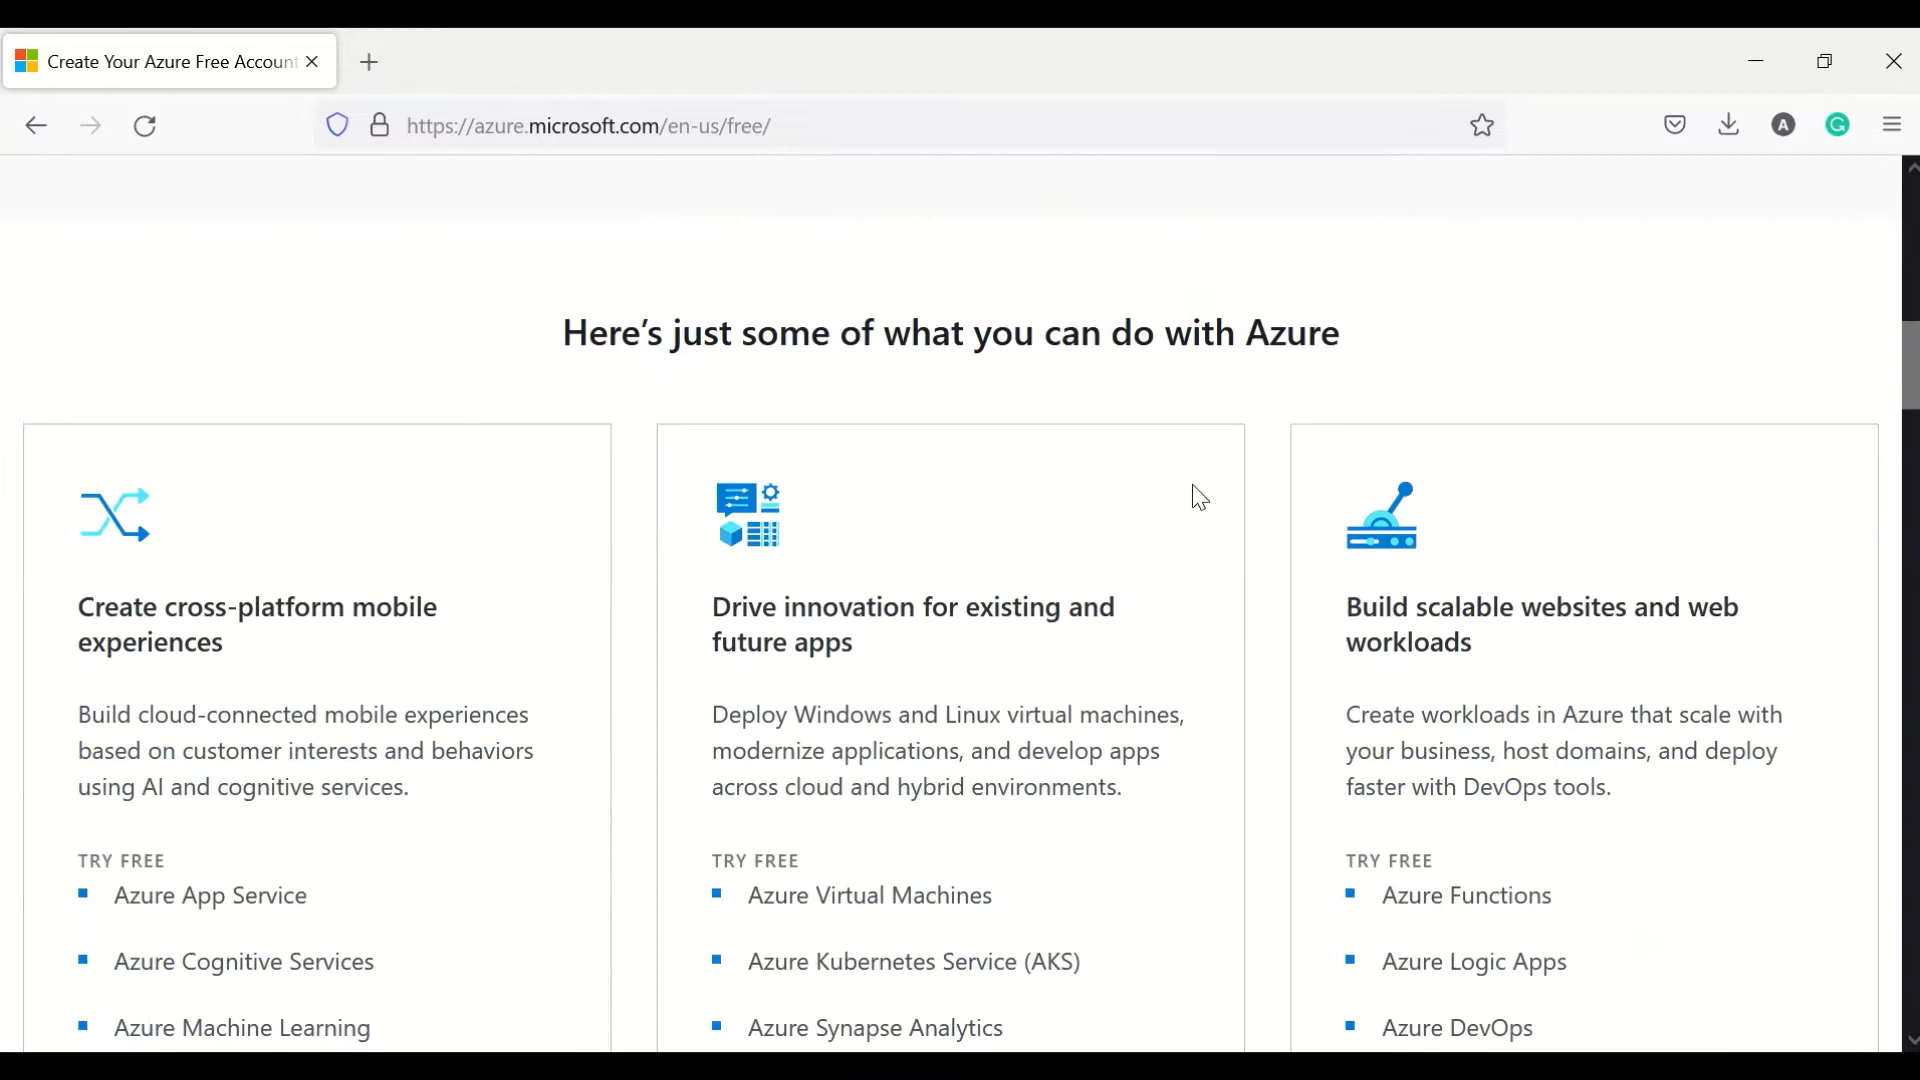 Create Your Azure Free Account
https://azure.microsoft.com/en-us/free/
A
G
Here’s just some of what you can do with Azure
Create cross-platform mobile
experiences
Build cloud-connected mobile experiences
based on customer interests and behaviors
using AI and cognitive services.
TRY FREE
Azure App Service
Azure Cognitive Services
Azure Machine Learning
Drive innovation for existing and
future apps
Deploy Windows and Linux virtual machines,
modernize applications, and develop apps
across cloud and hybrid environments.
TRY FREE
Azure Virtual Machines
Azure Kubernetes Service (AKS)
Azure Synapse Analytics
Build scalable websites and web
workloads
Create workloads in Azure that scale with
your business, host domains, and deploy
faster with DevOps tools.
TRY FREE
Azure Functions
Azure Logic Apps
Azure DevOps